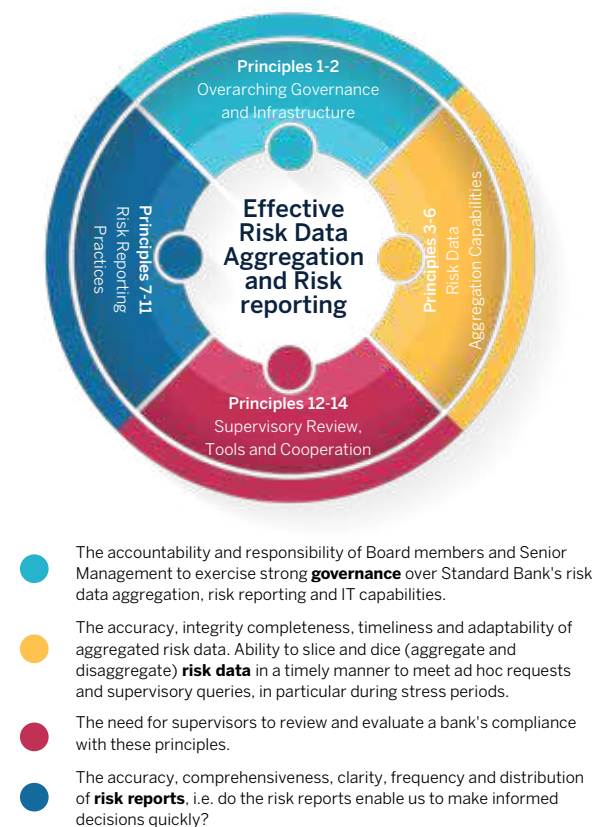 Principles 1-2
Overarching Governance
and Infrastructure
Effective
Risk Data
Aggregation
and Risk
reporting
Principles 3-6
Risk Data
Aggregation Capabilities
Principles 12-14
Supervisory Review,
Tools and Cooperation
Principles 7-11
Risk Reporting
Practices
The accountability and responsibility of Board members and Senior
Management to exercise strong governance over Standard Bank's risk
data aggregation, risk reporting and IT capabilities.
The accuracy, integrity completeness, timeliness and adaptability of
aggregated risk data. Ability to slice and dice (aggregate and
disaggregate) risk data in a timely manner to meet ad hoc requests
and supervisory queries, in particular during stress periods.
The need for supervisors to review and evaluate a bank's compliance
with these principles.
The accuracy, comprehensiveness, clarity, frequency and distribution
of risk reports, i.e. do the risk reports enable us to make informed
decisions quickly?